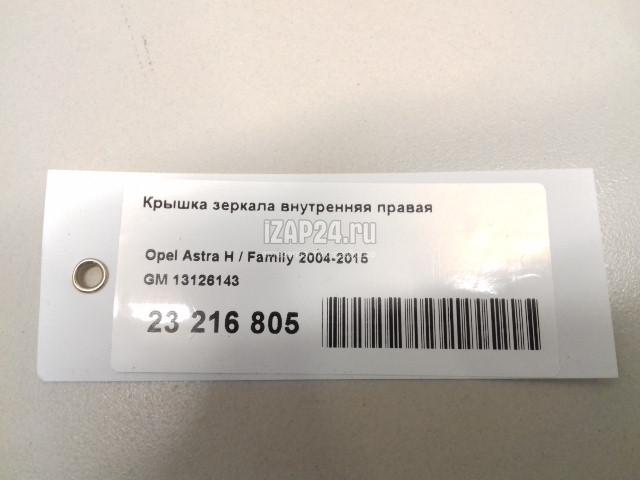 Крышка зеркала внутренняя правая
iZAP24.ru
Opel Astra H / Family 2004-2015
GM 13126143
23 216 805